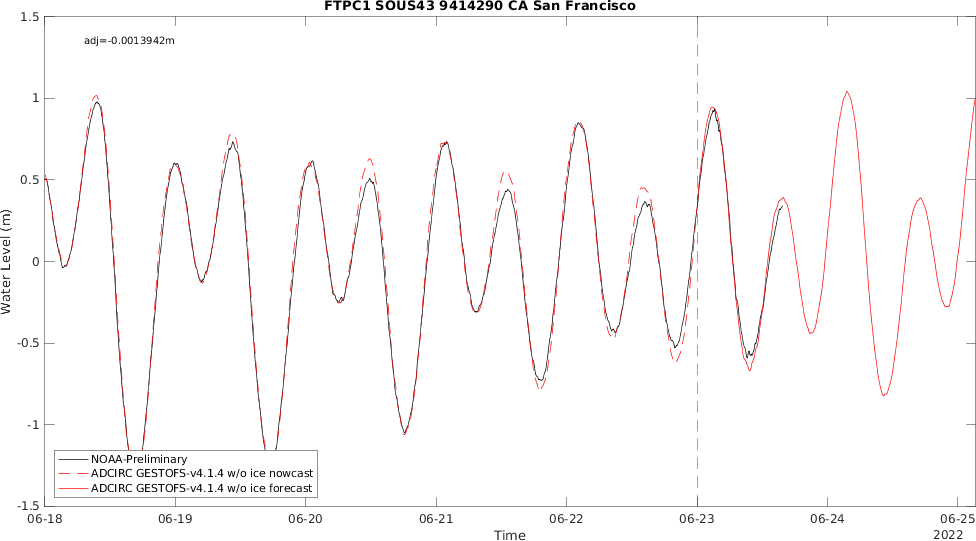 FTPC1 SOUS43 9414290 CA San Francisco
1.5
adj=-0.0013942m
1
0.5
0
-0.5
-1
-1.5
Water Level (m)
NOAA-Preliminary
ADCIRC GESTOFS-v4.1.4 w/o ice nowcast
ADCIRC GESTOFS-v4.1.4 w/o ice forecast
06-18 06-19 06-20 06-21 06-22 06-23 06-24 06-25
Time 2022